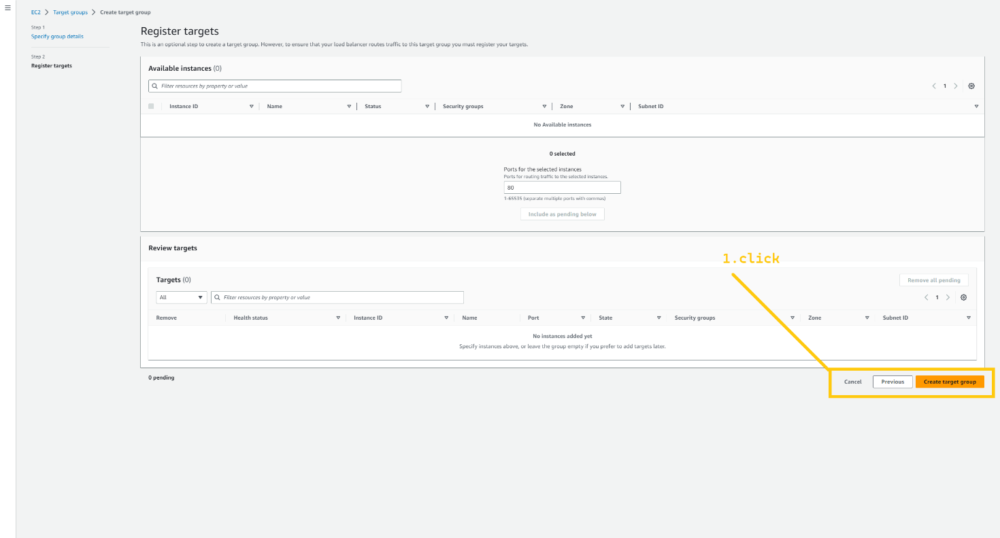 EC2 > Target groups > Create target group
Step 1
Specify group details
Step 2
Register targets
Register targets
This is an optional step to create a target group. However, to ensure that your load balancer routes traffic to this target group you must register your targets.
Available instances (0)
Filter resources by property or value
1
Instance ID Name Status Security groups Zone Subnet ID
No Available instances
0 selected
Ports for the selected instances
Ports for routing traffic to the selected instances.
80
1-65535 (separate multiple ports with commas)
Include as pending below
Review targets
1.click
Targets (0)
Remove all pending
All Filter resources by property or value
1
Remove Health status Instance ID Name Port State Security groups Zone Subnet ID
No instances added yet
Specify instances above, or leave the group empty if you prefer to add targets later.
0 pending
Cancel Previous Create target group